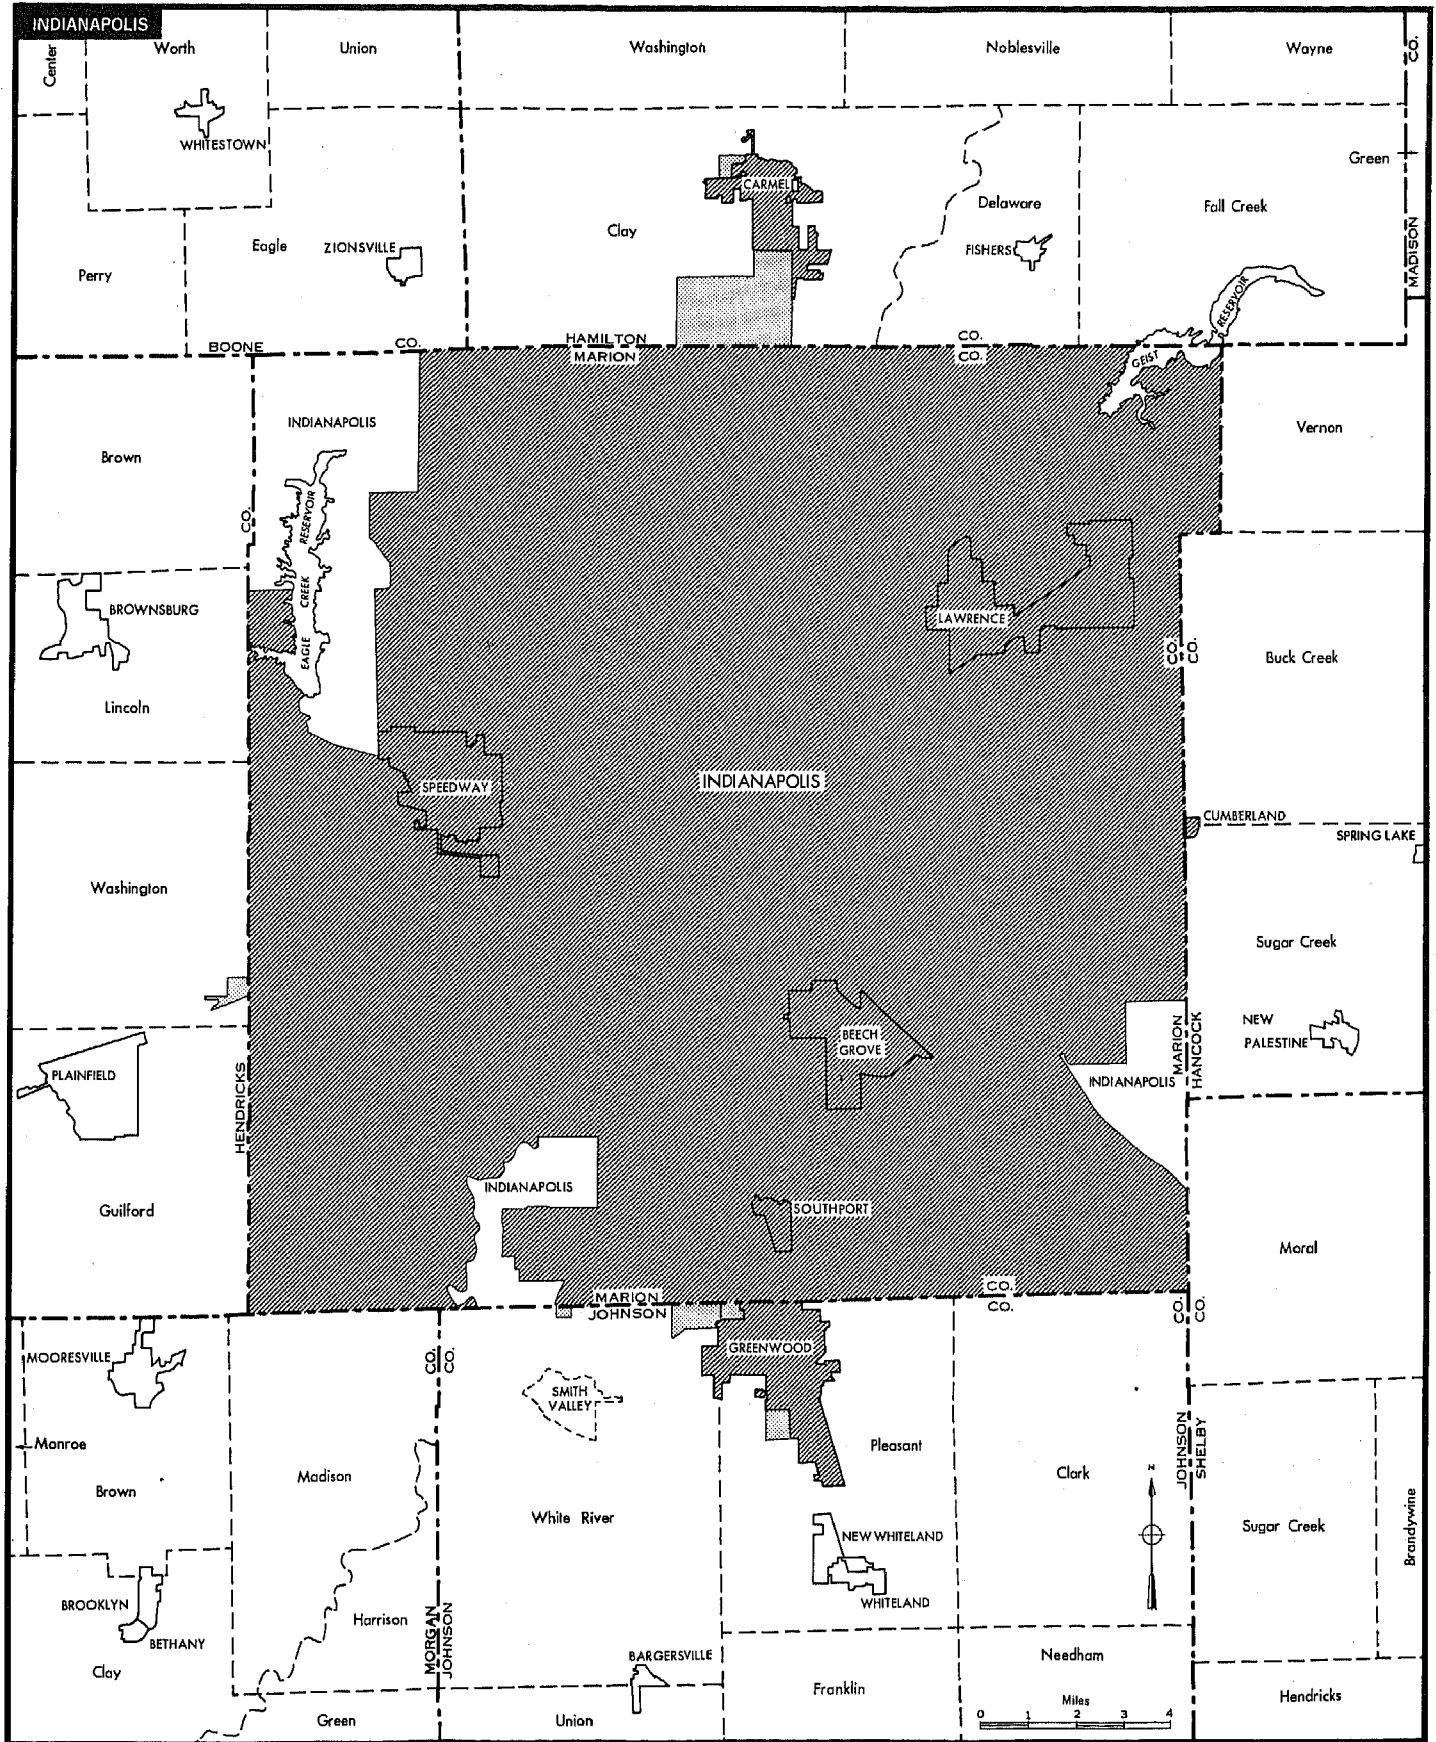 INDIANAPOLIS
Center
Worth
Union
Washington
Noblesville
Wayne
CO.
WHITESTOWN
CARMEL
Green
Delaware
Fall Creek
Eagle
ZIONSVILLE
Clay
FISHERS
Perry
MADISON
RESERVOIR
BOONE
CO.
HAMILTON
MARION
CO.
CO.
GEIST
INDIANAPOLIS
Vernon
Brown
CO.
EAGLE CREEK RESERVOIR
BROWNSBURG
LAWRENCE
CO.
CO.
Buck Creek
Lincoln
SPEEDWAY
INDIANAPOLIS
CUMBERLAND
SPRING LAKE
Washington
Sugar Creek
BEECH
GROVE
MARION
HANCOCK
NEW
PALESTINE
PLAINFIELD
INDIANAPOLIS
HENDRICKS
INDIANAPOLIS
SOUTHPORT
Guilford
Moral
MARION
JOHNSON
CO.
CO.
CO.
CO.
MOORESVILLE
CO.
CO.
GREENWOOD
SMITH
VALLEY
Monroe
Pleasant
Madison
Clark
JOHNSON
SHELBY
N
Brown
White River
Sugar Creek
Brandywine
NEW WHITELAND
BROOKLYN
WHITELAND
BETHANY
Harrison
MORGAN
JOHNSON
Clay
BARGERSVILLE
Needham
Franklin
Hendricks
Miles
0 1 2 3 4
Green
Union